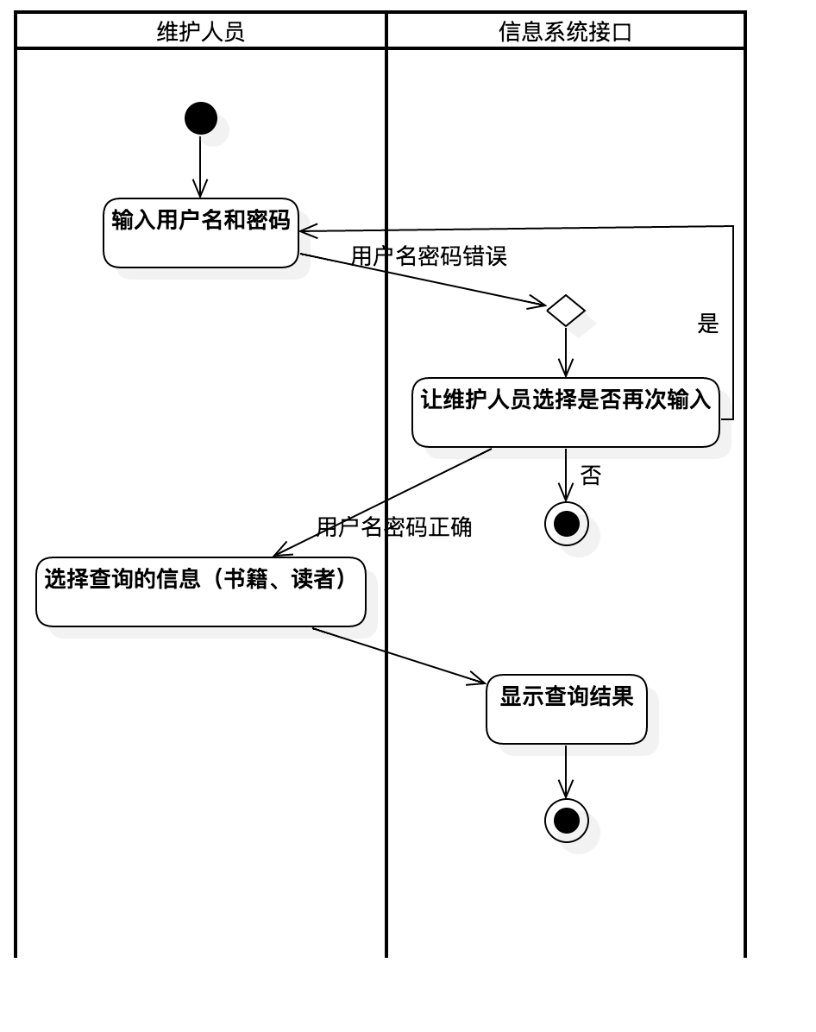 维护人员
信息系统接口
输入用户名和密码
用户名密码错误
是
让维护人员选择是否再次输入
否
用户名密码正确
选择查询的信息（书籍、读者）
显示查询结果